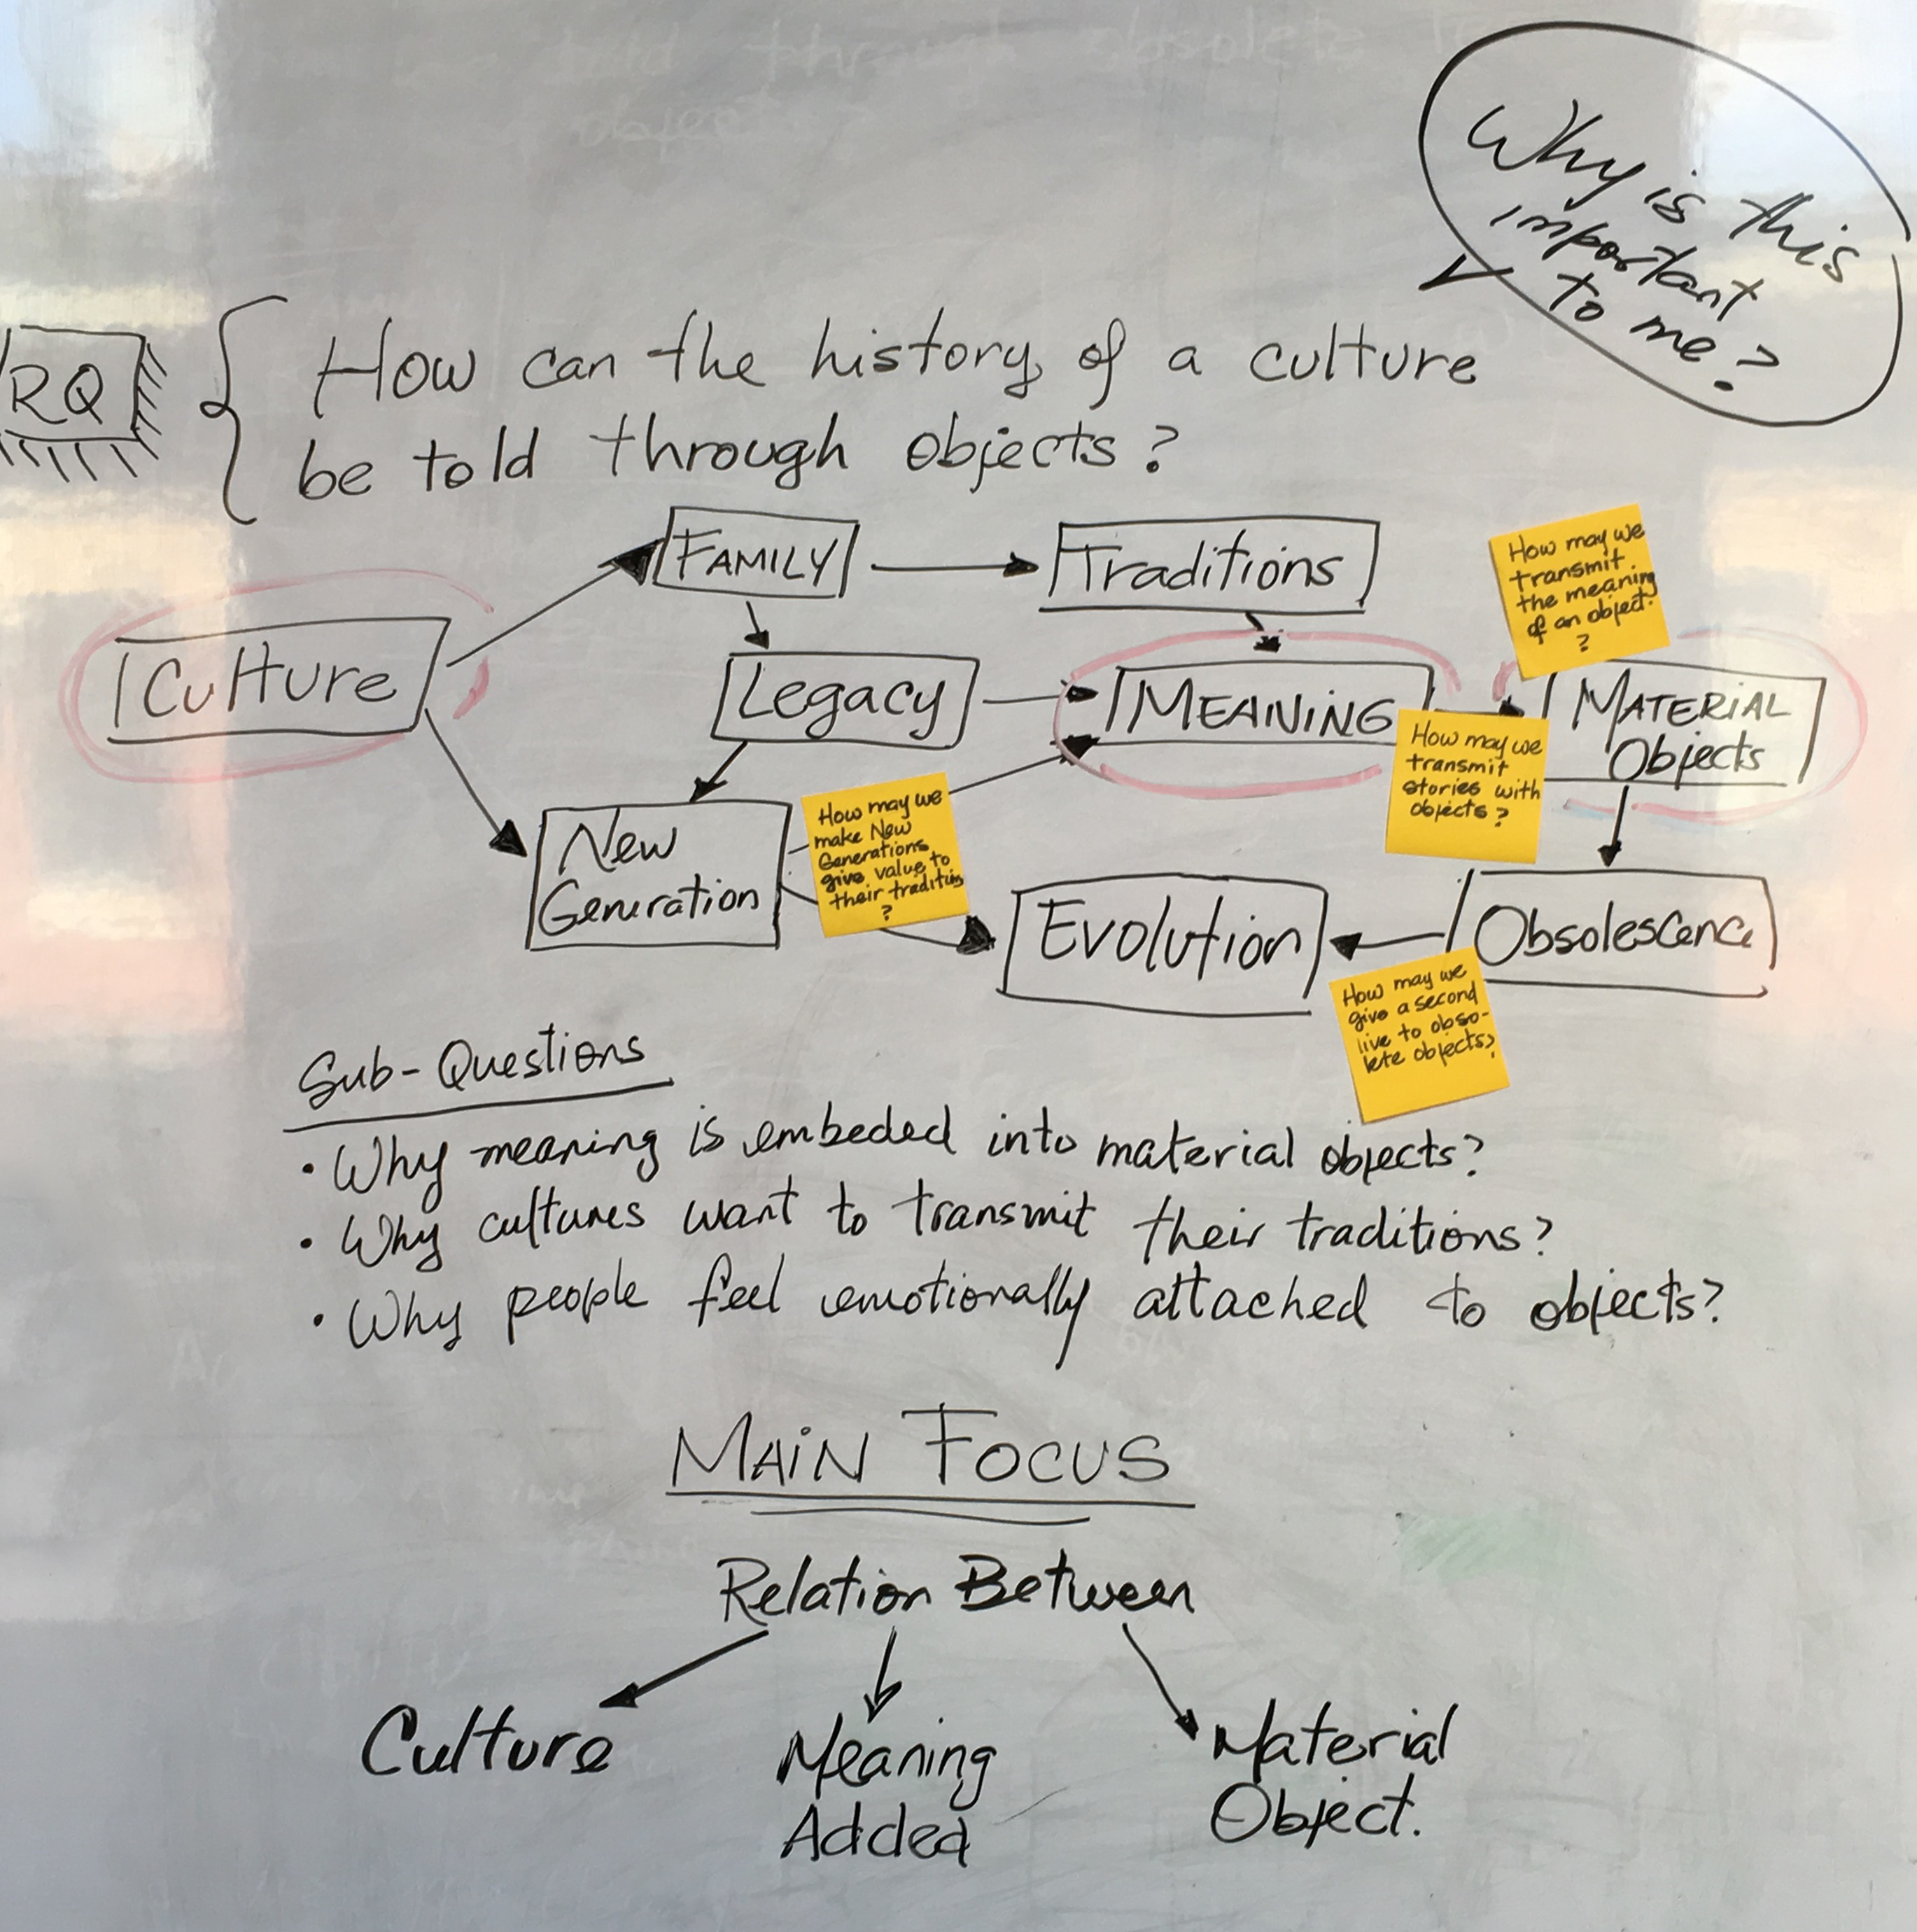 through obsolete
object
Why is this
important
to me?
RQ
How can the history of a culture
be told through objects?
FAMILY
Traditions
How may we
transmit
the meaning
of an object
?
Culture
Legacy
MEANING
MATERIAL
Objects
How may we
transmit
stories with
objects?
New
Generation
How may we
make New
Generations
give value to
their tradition
?
Evolution
Obsolescence
How may we
give a second
live to obso-
lete objects?
Sub-Questions
• Why meaning is embeded into material objects?
• Why cultures want to transmit their traditions?
• Why people feel emotionally attached to objects?
MAIN FOCUS
Relation Between
Culture
Meaning
Added
Material
Object.